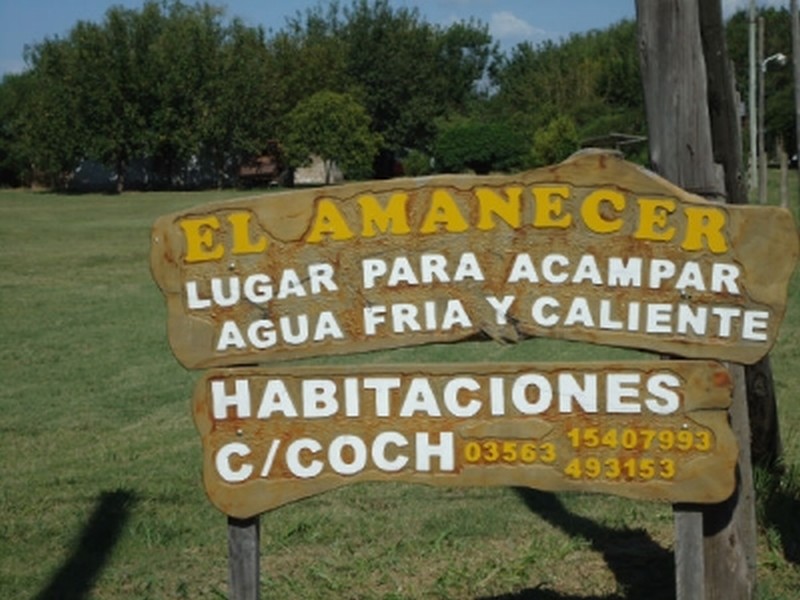 EL AMANECER
LUGAR PARA ACAMPAR
AGUA FRIA Y CALIENTE
HABITACIONES
C/COCH 03563 15407993
493153